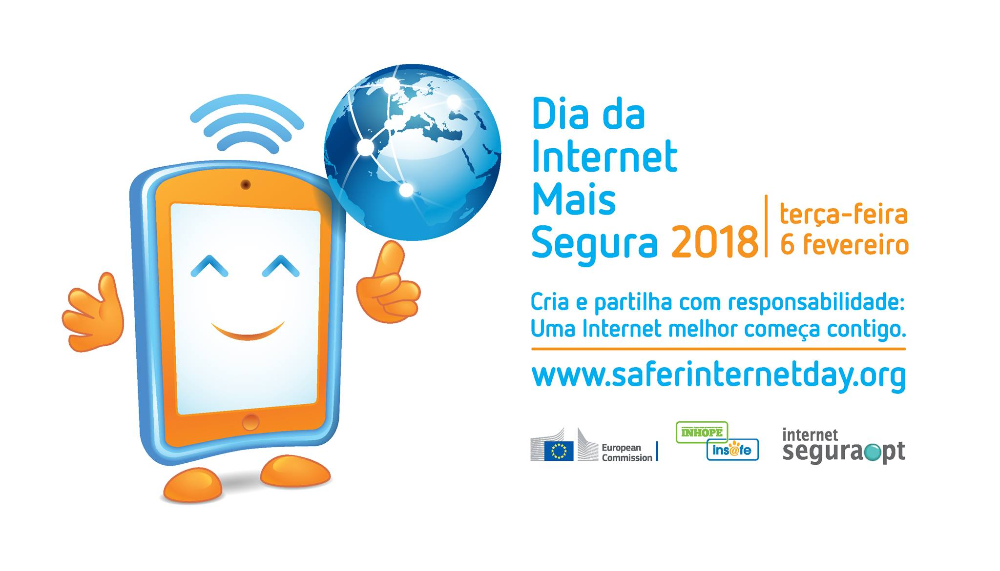 Dia da
Internet
Mais
Segura 2018
terça-feira
6 fevereiro
Cria e partilha com responsabilidade:
Uma Internet melhor começa contigo.
www.saferinternetday.org
European
Commission
INHOPE
ins@fe
internet
segura.pt